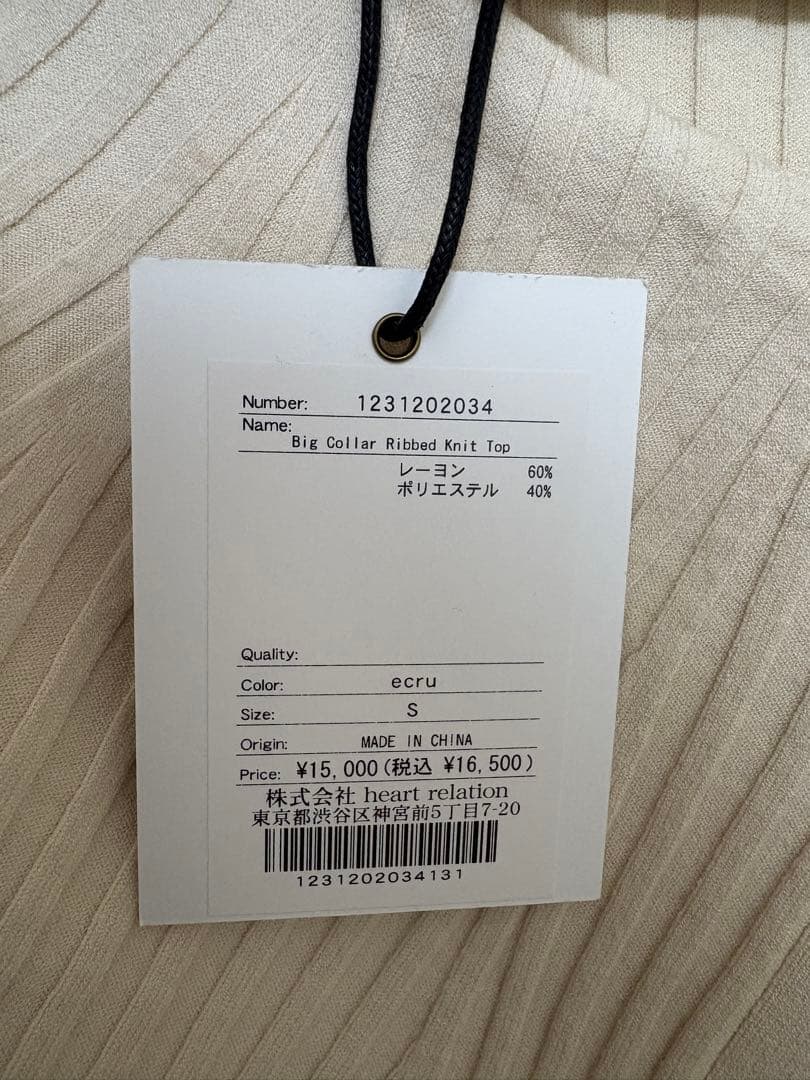 Number: 1231202034
Name:
Big Collar Ribbed Knit Top
レーヨン 60%
ポリエステル 40%
Quality:
Color: ecru
Size: S
Origin: MADE IN CHINA
Price: ¥15,000(税込 ¥16,500)
株式会社 heart relation
東京都渋谷区神宮前5丁目7-20
1231202034131